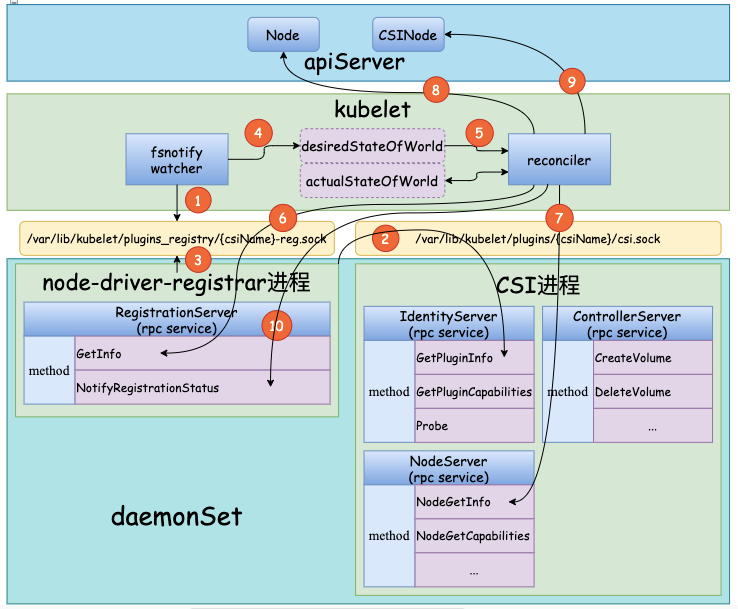 Node
CSINode
apiServer
8
9
kubelet
4
5
fsnotify
watcher
desiredStateOfWorld
actualStateOfWorld
reconciler
1
6
7
/var/lib/kubelet/plugins_registry/{csiName}-reg.sock
2
/var/lib/kubelet/plugins/{csiName}/csi.sock
3
node-driver-registrar进程
CSI进程
RegistrationServer
(rpc service)
10
method
GetInfo
NotifyRegistrationStatus
IdentityServer
(rpc service)
method
GetPluginInfo
GetPluginCapabilities
Probe
ControllerServer
(rpc service)
method
CreateVolume
DeleteVolume
...
NodeServer
(rpc service)
method
NodeGetInfo
NodeGetCapabilities
...
daemonSet